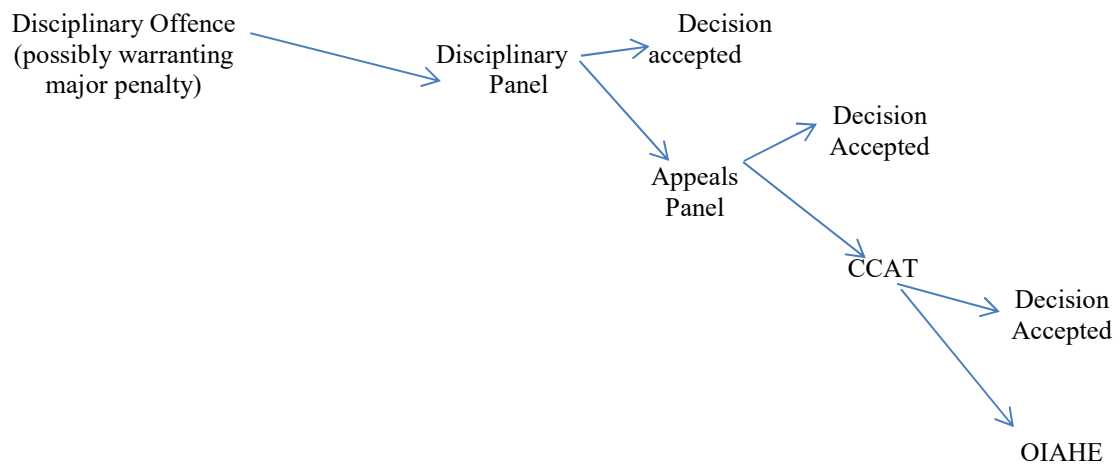 Disciplinary Offence
(possibly warranting
major penalty)
Disciplinary
Panel
Decision
accepted
Appeals
Panel
Decision
Accepted
CCAT
Decision
Accepted
OIAHE